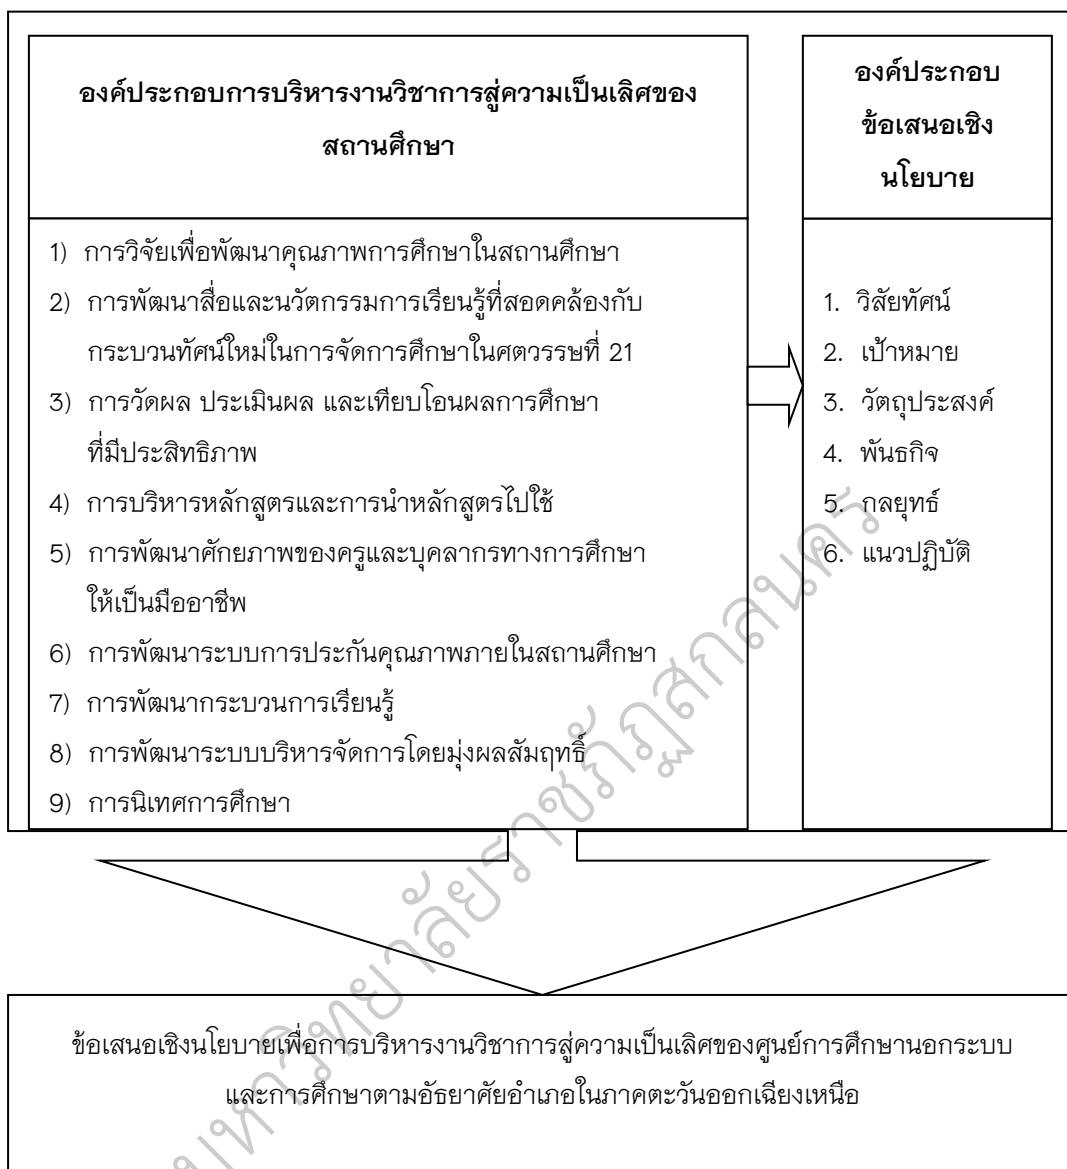 องค์ประกอบการบริหารงานวิชาการสู่ความเป็นเลิศของ
สถานศึกษา
1) การวิจัยเพื่อพัฒนาคุณภาพการศึกษาในสถานศึกษา
2) การพัฒนาสื่อและนวัตกรรมการเรียนรู้ที่สอดคล้องกับ
กระบวนทัศน์ใหม่ในการจัดการศึกษาในศตวรรษที่ 21
3) การวัดผล ประเมินผล และเทียบโอนผลการศึกษา
ที่มีประสิทธิภาพ
4) การบริหารหลักสูตรและการนำหลักสูตรไปใช้
5) การพัฒนาศักยภาพของครูและบุคลากรทางการศึกษา
ให้เป็นมืออาชีพ
6) การพัฒนาระบบการประกันคุณภาพภายในสถานศึกษา
7) การพัฒนากระบวนการเรียนรู้
8) การพัฒนาระบบบริหารจัดการโดยมุ่งผลสัมฤทธิ์
9) การนิเทศการศึกษา
องค์ประกอบ
ข้อเสนอเชิง
นโยบาย
1. วิสัยทัศน์
2. เป้าหมาย
3. วัตถุประสงค์
4. พันธกิจ
5. กลยุทธ์
6. แนวปฏิบัติ
ข้อเสนอเชิงนโยบายเพื่อการบริหารงานวิชาการสู่ความเป็นเลิศของศูนย์การศึกษานอกระบบ
และการศึกษาตามอัธยาศัยอำเภอในภาคตะวันออกเฉียงเหนือ
มหาวิทยาลัยราชภัฏสกลนคร